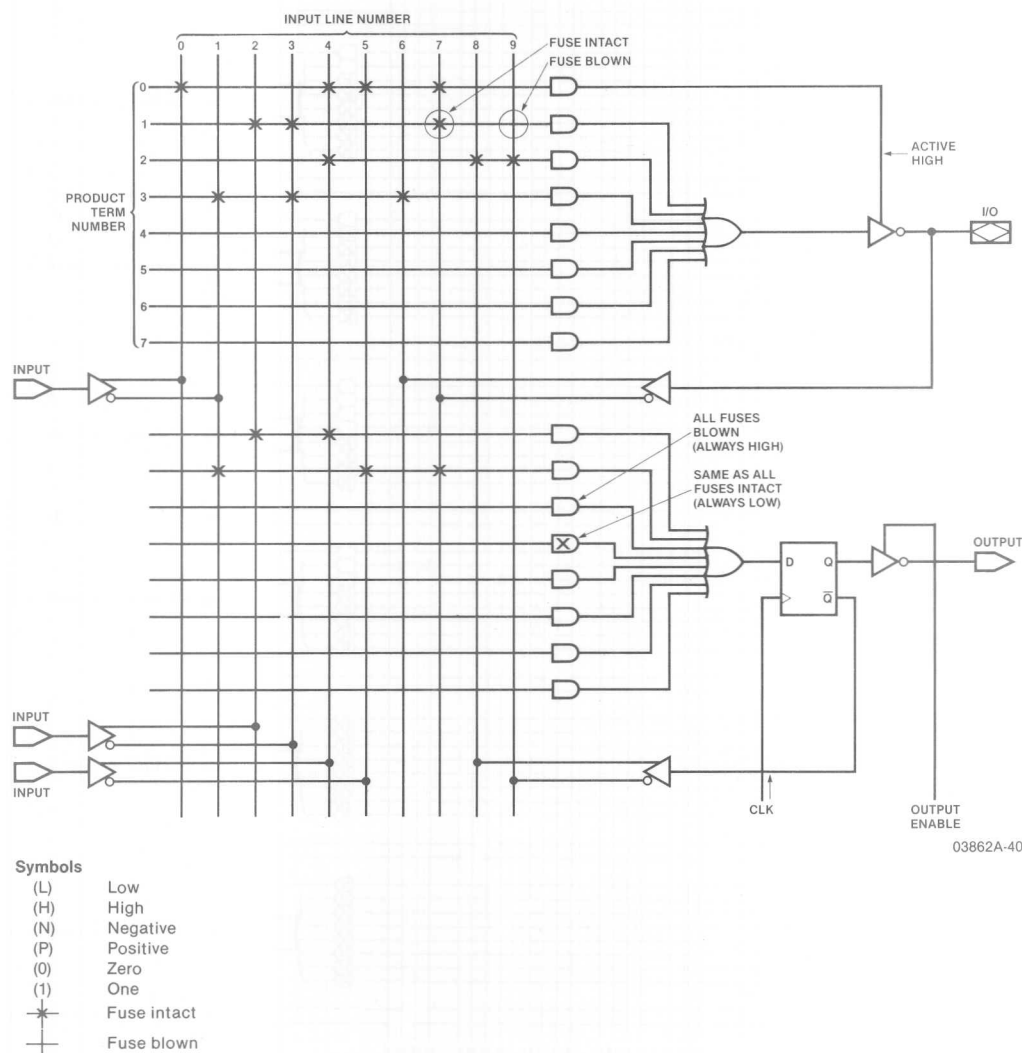 INPUT LINE NUMBER
0 1 2 3 4 5 6 7 8 9
FUSE INTACT
FUSE BLOWN
0
1
2
3
4
5
6
7
PRODUCT
TERM
NUMBER
ACTIVE
HIGH
I/O
INPUT
ALL FUSES
BLOWN
(ALWAYS HIGH)
SAME AS ALL
FUSES INTACT
(ALWAYS LOW)
D Q
Q̅
OUTPUT
INPUT
INPUT
CLK
OUTPUT
ENABLE
03862A-40
Symbols
(L) Low
(H) High
(N) Negative
(P) Positive
(0) Zero
(1) One
Fuse intact
Fuse blown